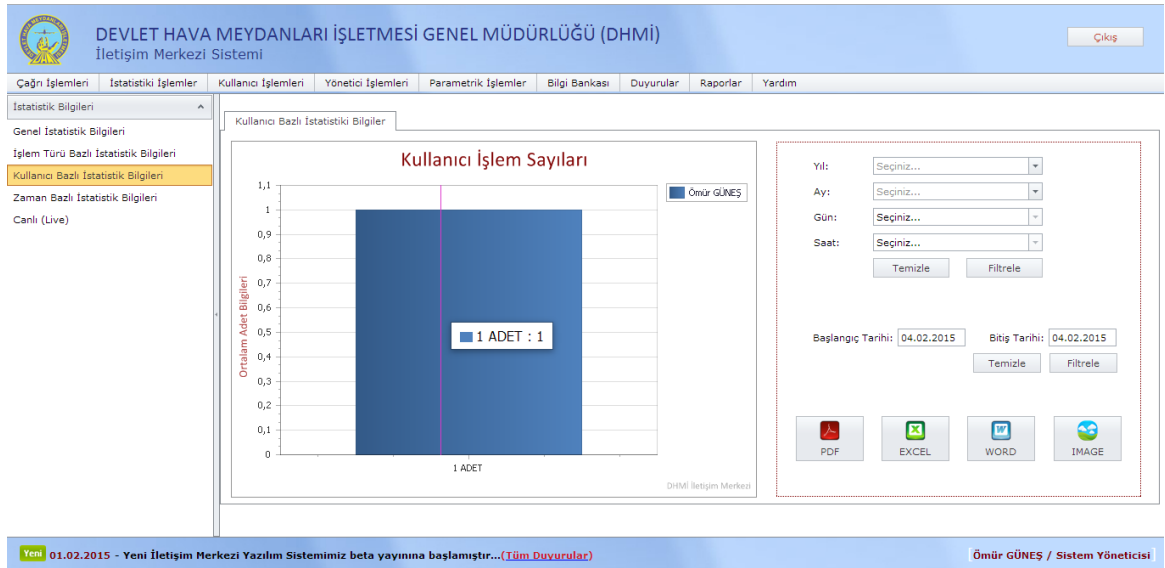 DEVLET HAVA MEYDANLARI İŞLETMESİ GENEL MÜDÜRLÜĞÜ (DHMİ)
İletişim Merkezi Sistemi
Çıkış
Çağrı İşlemleri İstatistiki İşlemler Kullanıcı İşlemleri Yönetici İşlemleri Parametrik İşlemler Bilgi Bankası Duyurular Raporlar Yardım
İstatistik Bilgileri
Genel İstatistik Bilgileri
İşlem Türü Bazlı İstatistik Bilgileri
Kullanıcı Bazlı İstatistik Bilgileri
Zaman Bazlı İstatistik Bilgileri
Canlı (Live)
Kullanıcı Bazlı İstatistiki Bilgiler
Kullanıcı İşlem Sayıları
Ömür GÜNEŞ
Ortalam Adet Bilgileri
1,1
1
0,9
0,8
0,7
0,6
0,5
0,4
0,3
0,2
0,1
0
1 ADET : 1
1 ADET
DHMİ İletişim Merkezi
Yıl: Seçiniz...
Ay: Seçiniz...
Gün: Seçiniz...
Saat: Seçiniz...
Temizle Filtrele
Başlangıç Tarihi: 04.02.2015 Bitiş Tarihi: 04.02.2015
Temizle Filtrele
PDF EXCEL WORD IMAGE
Yeni 01.02.2015 - Yeni İletişim Merkezi Yazılım Sistemimiz beta yayınına başlamıştır...(Tüm Duyurular)
[Ömür GÜNEŞ / Sistem Yöneticisi]